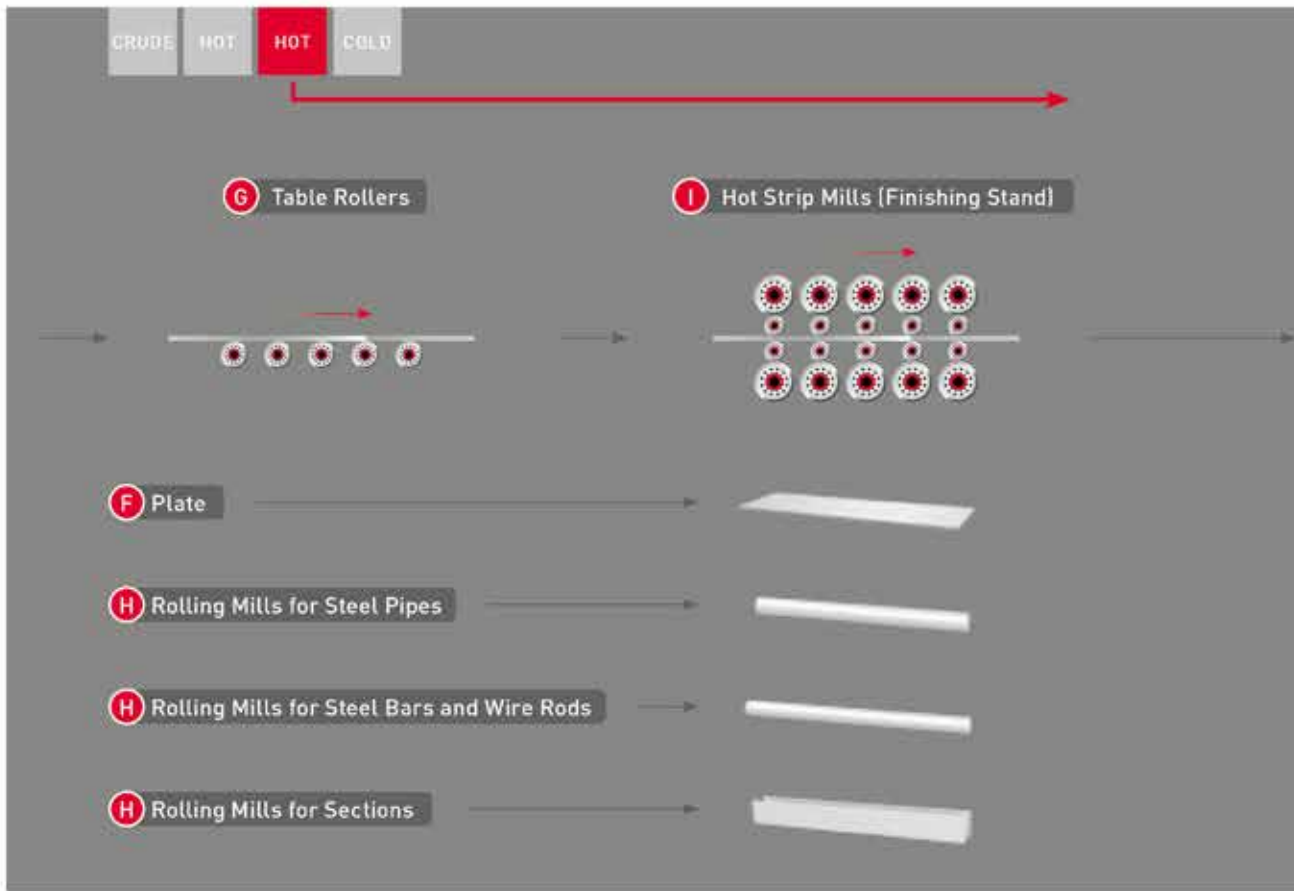 CRUDE HOT HOT COLD
G Table Rollers
I Hot Strip Mills (Finishing Stand)
F Plate
H Rolling Mills for Steel Pipes
H Rolling Mills for Steel Bars and Wire Rods
H Rolling Mills for Sections